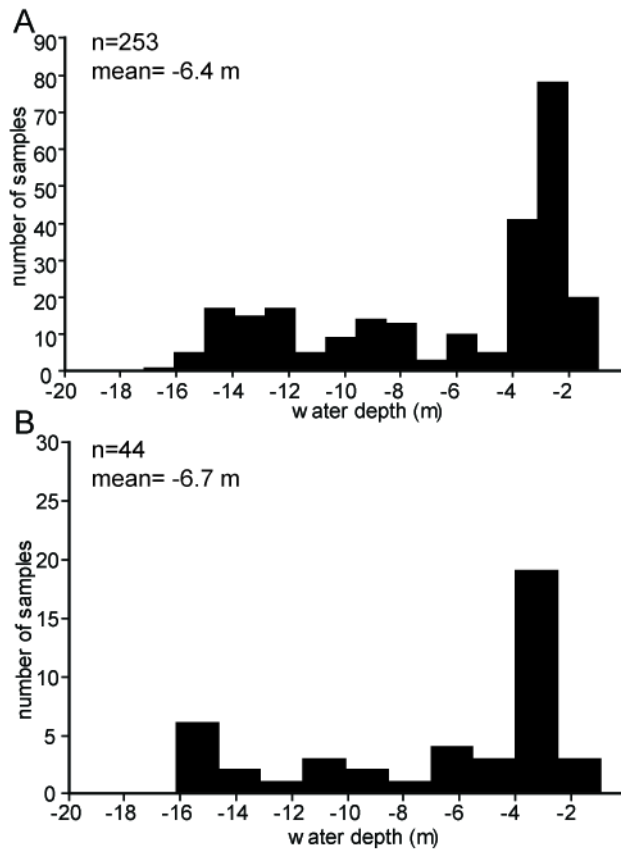 A
n=253
mean= -6.4 m
number of samples
90
80
70
60
50
40
30
20
10
0
-20 -18 -16 -14 -12 -10 -8 -6 -4 -2
water depth (m)
B
n=44
mean= -6.7 m
number of samples
30
25
20
15
10
5
0
-20 -18 -16 -14 -12 -10 -8 -6 -4 -2
water depth (m)